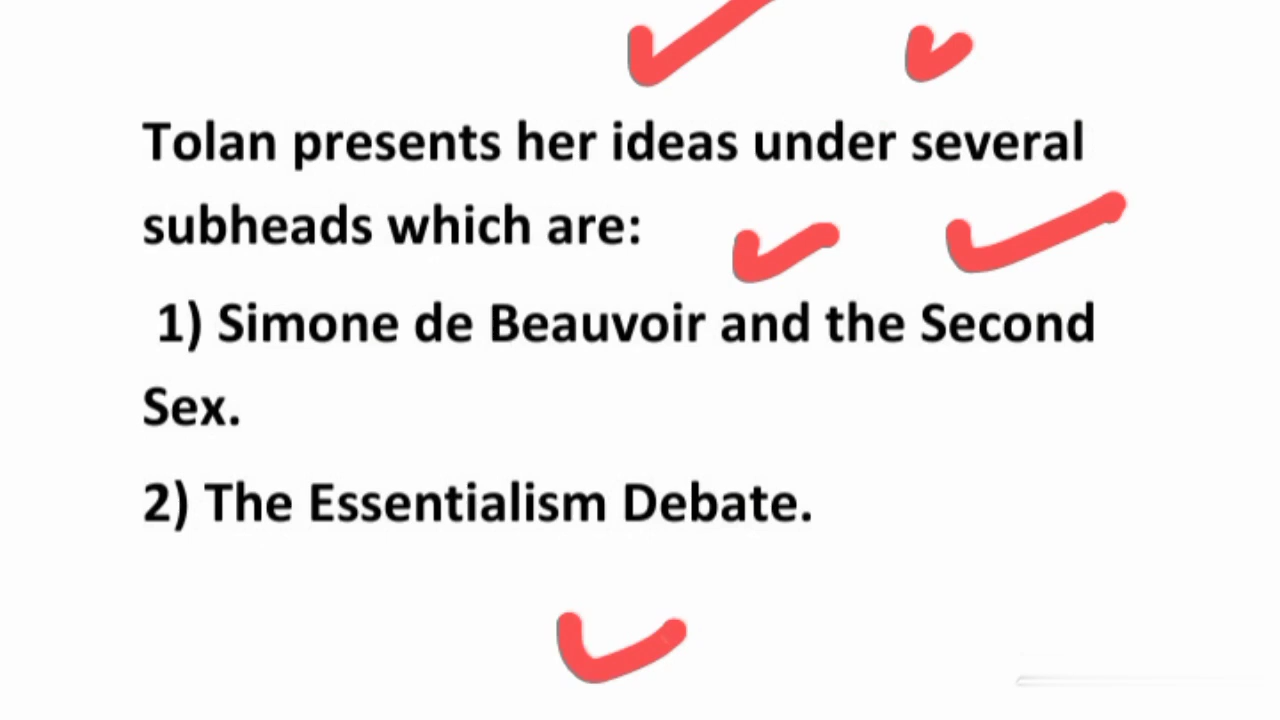 Tolan presents her ideas under several
subheads which are:
1) Simone de Beauvoir and the Second
Sex.
2) The Essentialism Debate.